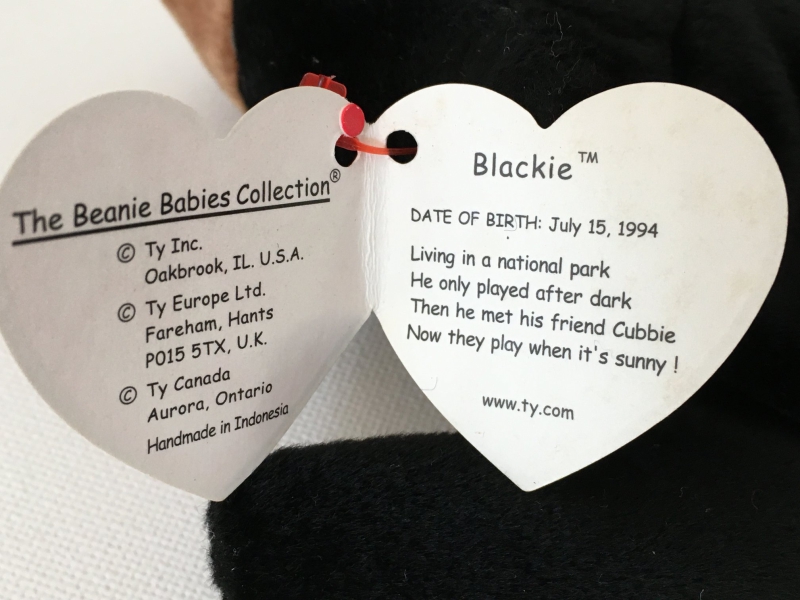 The Beanie Babies Collection®
© Ty Inc.
Oakbrook, IL. U.S.A.
© Ty Europe Ltd.
Fareham, Hants
PO15 5TX, U.K.
© Ty Canada
Aurora, Ontario
Handmade in Indonesia
Blackie™
DATE OF BIRTH: July 15, 1994
Living in a national park
He only played after dark
Then he met his friend Cubbie
Now they play when it's sunny !
www.ty.com